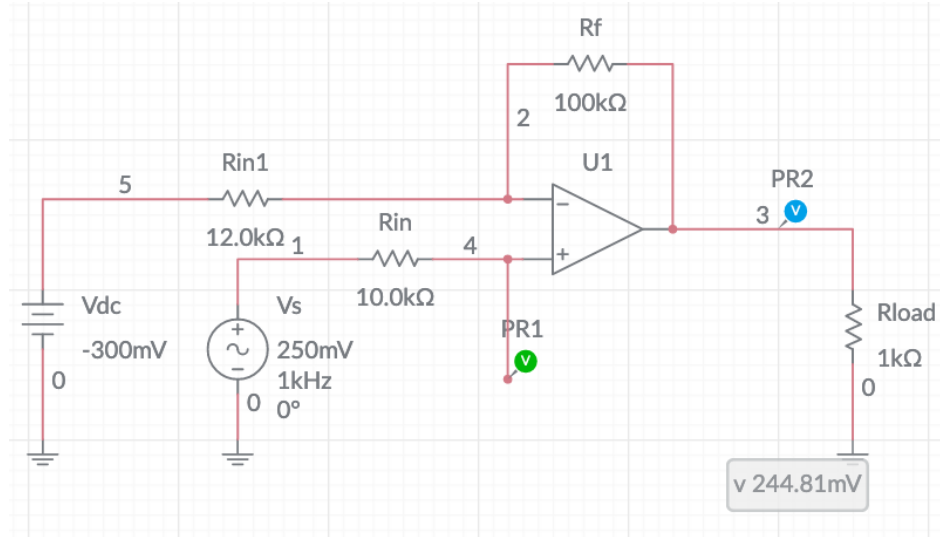 Rf
100kΩ
2
Rin1
U1
5
PR2
3
V
Rin
12.0kΩ
1
4
−
+
10.0kΩ
Vdc
Vs
+
PR1
Rload
-300mV
250mV
V
1kΩ
1kHz
−
0
0
0°
0
v 244.81mV